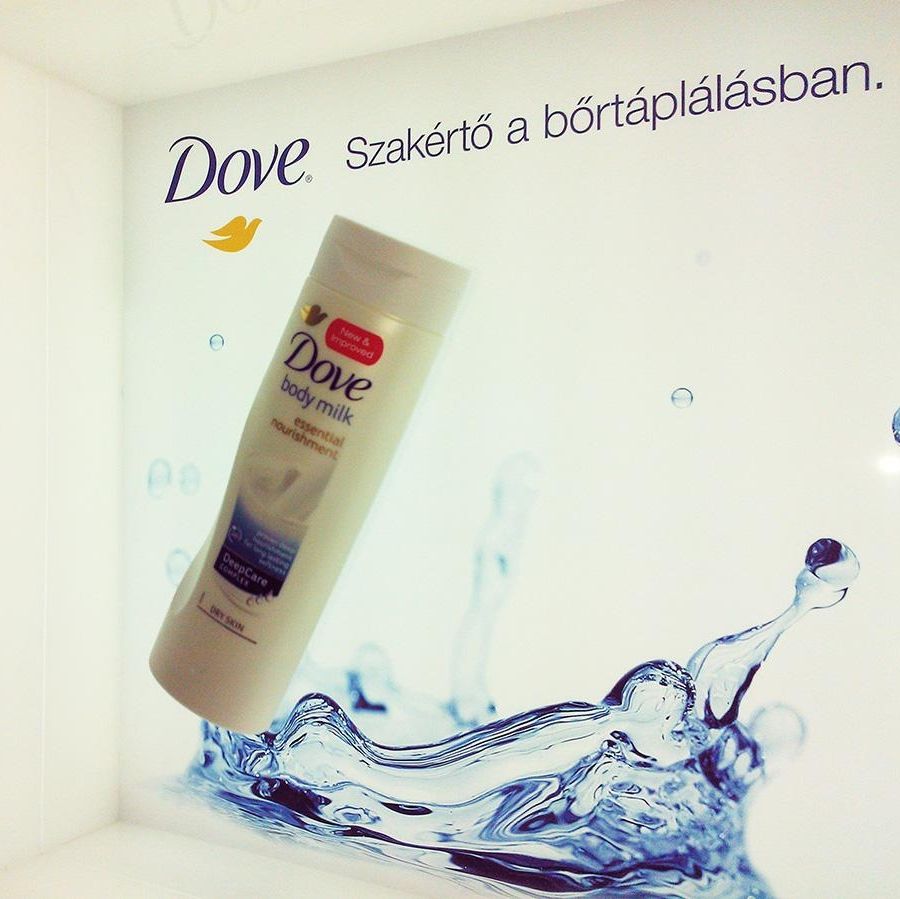 Dove Szakértő a bőrtáplálásban.
New &
Improved
Dove
body milk
essential
nourishment
DeepCare
COMPLEX
DRY SKIN